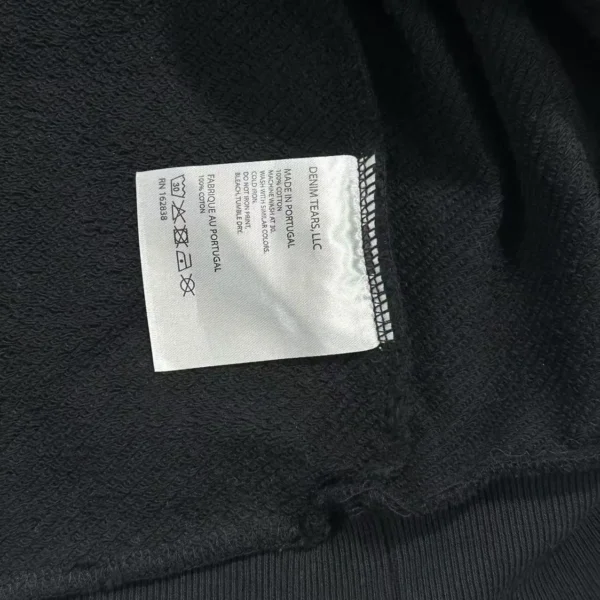 DENIM TEARS, LLC
MADE IN PORTUGAL
100% COTTON
MACHINE WASH AT 30.
WASH WITH SIMILAR COLORS.
COLD IRON.
DO NOT IRON PRINT,
BLEACH, TUMBLE DRY.
FABRIQUE AU PORTUGAL
100% COTON
30
RN 162838